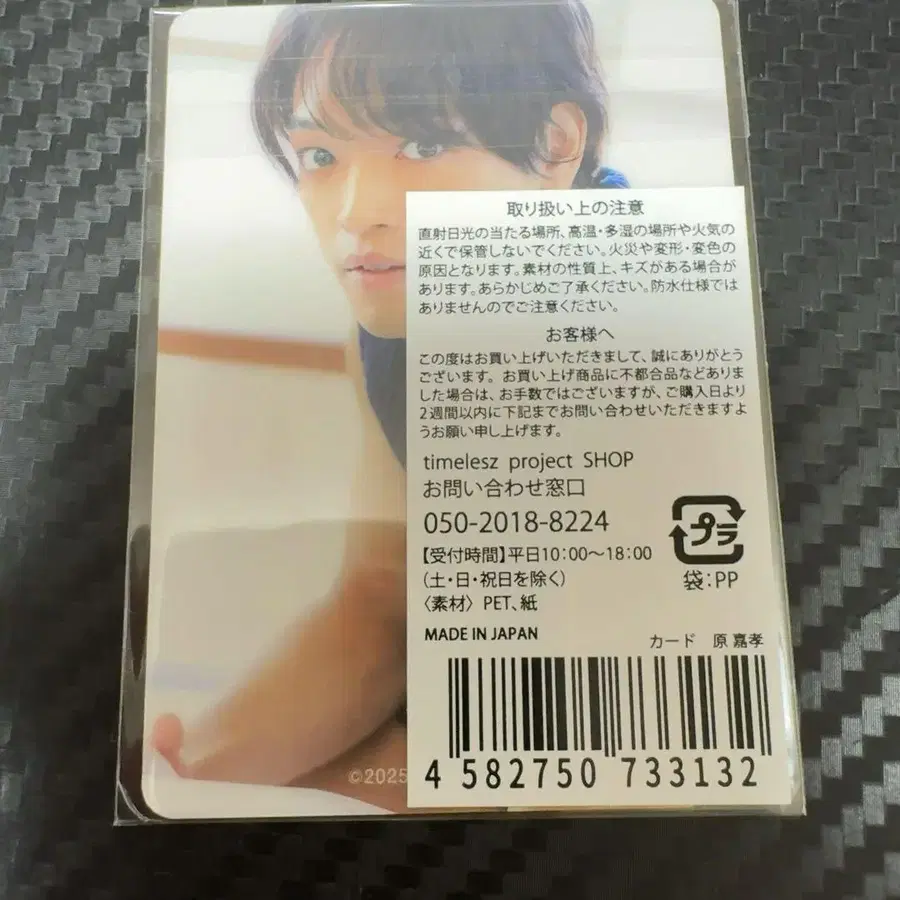 取り扱い上の注意
直射日光の当たる場所、高温・多湿の場所や火気の
近くで保管しないでください。火災や変形・変色の
原因となります。素材の性質上、キズがある場合が
あります。あらかじめご了承ください。防水仕様では
ありませんのでご注意ください。
お客様へ
この度はお買い上げいただきまして、誠にありがとう
ございます。お買い上げ商品に不都合品などありま
した場合は、お手数ではございますが、ご購入日より
2週間以内に下記までお問い合わせいただきますよ
うお願い申し上げます。
timelesz project SHOP
お問い合わせ窓口
050-2018-8224
【受付時間】平日10:00～18:00
(土・日・祝日を除く)
〈素材〉 PET、紙
プラ
袋:PP
MADE IN JAPAN
カード 原 嘉孝
4 582750 733132
©2025